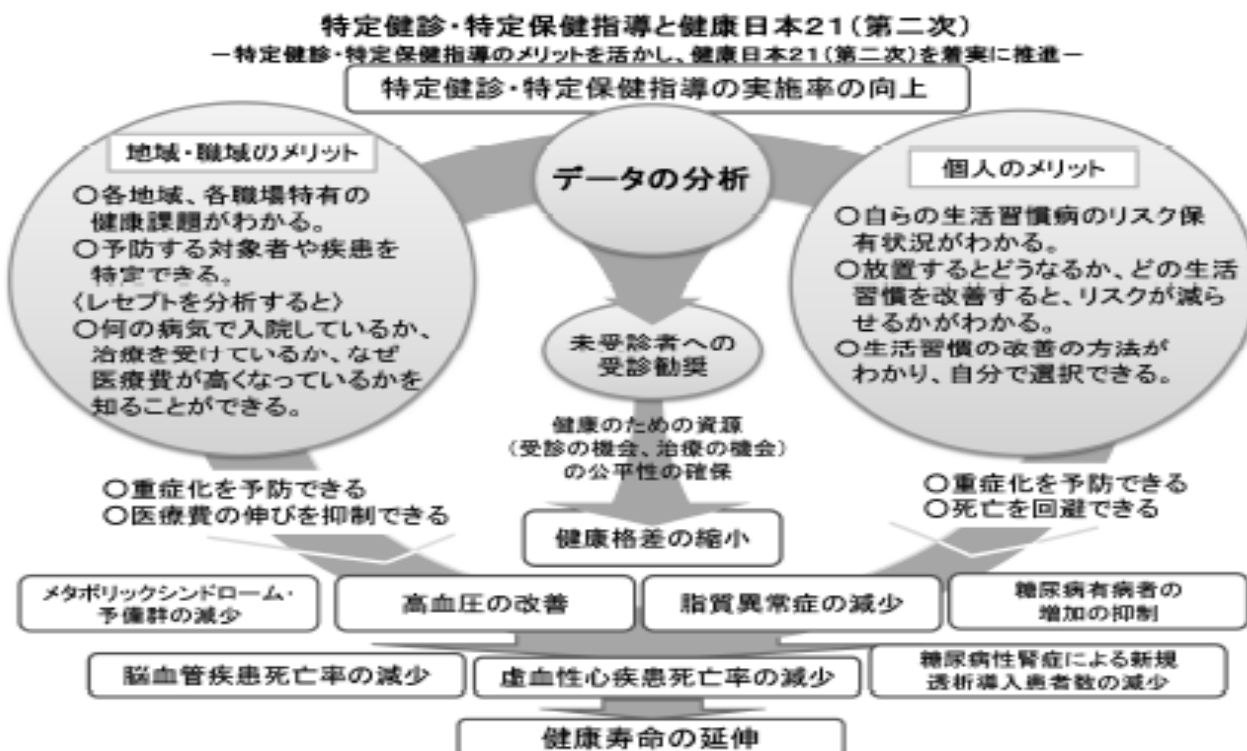 特定健診・特定保健指導と健康日本21(第二次)
－特定健診・特定保健指導のメリットを活かし、健康日本21(第二次)を着実に推進－
特定健診・特定保健指導の実施率の向上
地域・職域のメリット
〇各地域、各職場特有の
健康課題がわかる。
〇予防する対象者や疾患を
特定できる。
〈レセプトを分析すると〉
〇何の病気で入院しているか、
治療を受けているか、なぜ
医療費が高くなっているかを
知ることができる。
〇重症化を予防できる
〇医療費の伸びを抑制できる
データの分析
未受診者への
受診勧奨
健康のための資源
(受診の機会、治療の機会)
の公平性の確保
健康格差の縮小
個人のメリット
〇自らの生活習慣病のリスク保
有状況がわかる。
〇放置するとどうなるか、どの生活
習慣を改善すると、リスクが減ら
せるかがわかる。
〇生活習慣の改善の方法が
わかり、自分で選択できる。
〇重症化を予防できる
〇死亡を回避できる
メタボリックシンドローム・
予備群の減少
高血圧の改善
脂質異常症の減少
糖尿病有病者の
増加の抑制
脳血管疾患死亡率の減少
虚血性心疾患死亡率の減少
糖尿病性腎症による新規
透析導入患者数の減少
健康寿命の延伸